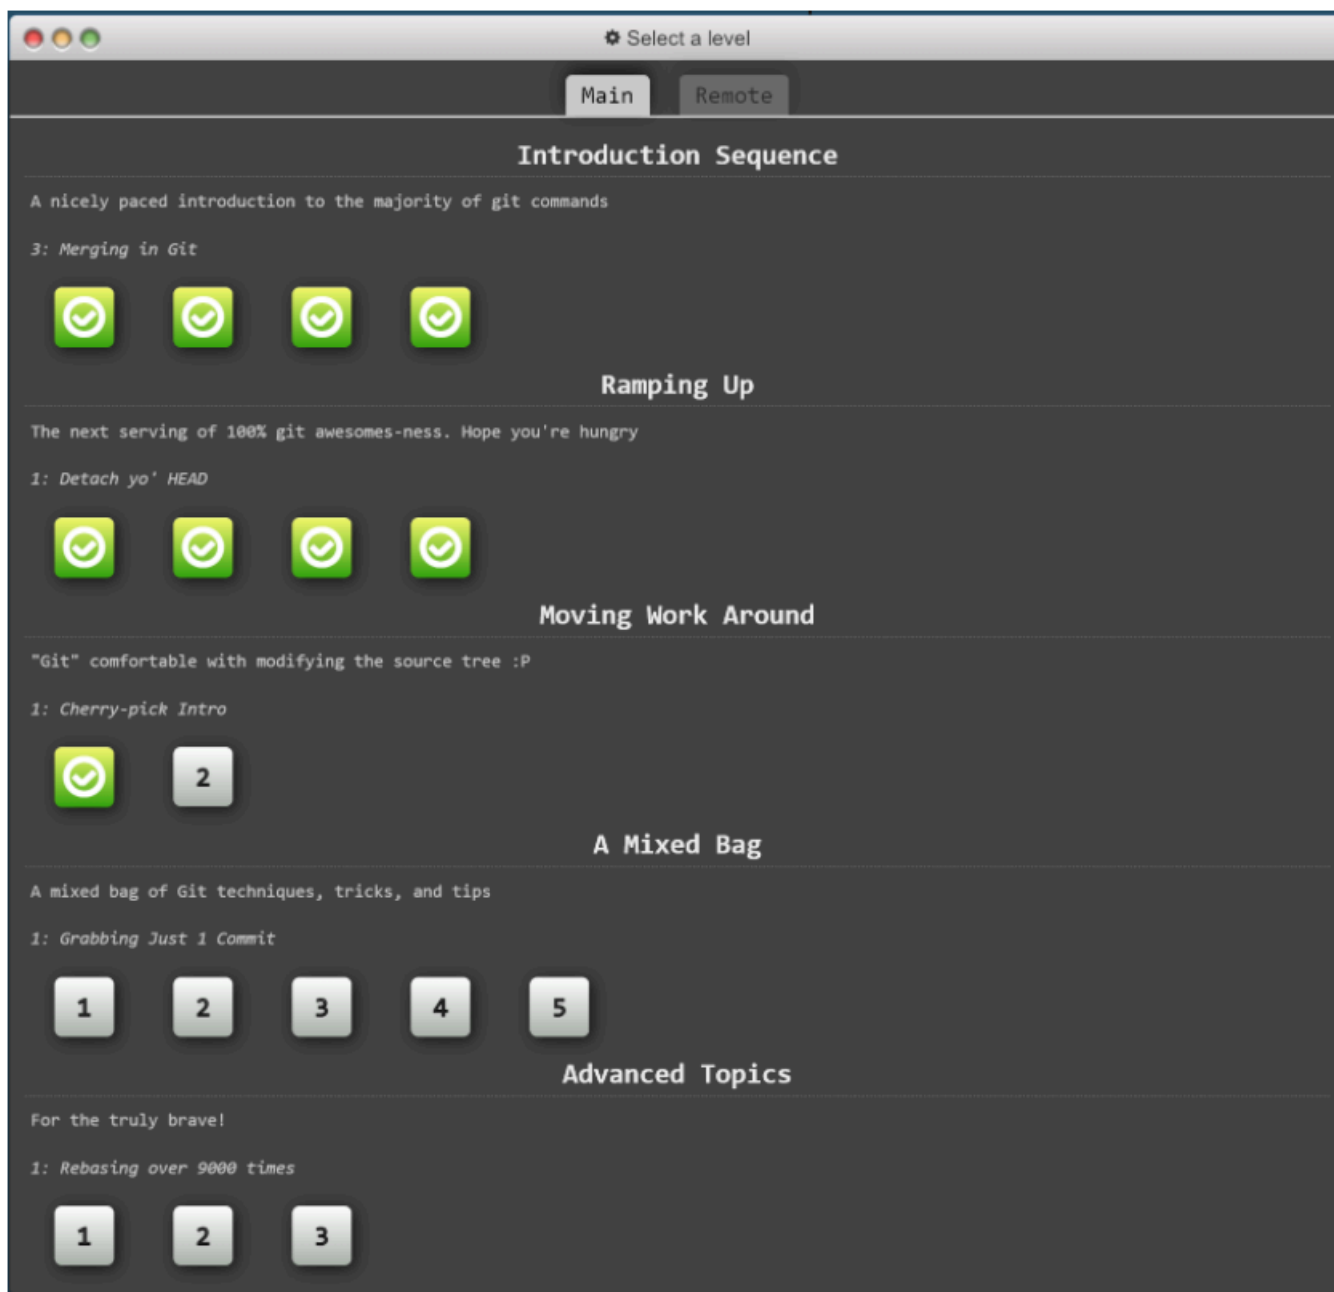 Select a level
Main Remote
Introduction Sequence
A nicely paced introduction to the majority of git commands
3: Merging in Git
Ramping Up
The next serving of 100% git awesomes-ness. Hope you're hungry
1: Detach yo' HEAD
Moving Work Around
"Git" comfortable with modifying the source tree :P
1: Cherry-pick Intro
2
A Mixed Bag
A mixed bag of Git techniques, tricks, and tips
1: Grabbing Just 1 Commit
1 2 3 4 5
Advanced Topics
For the truly brave!
1: Rebasing over 9000 times
1 2 3